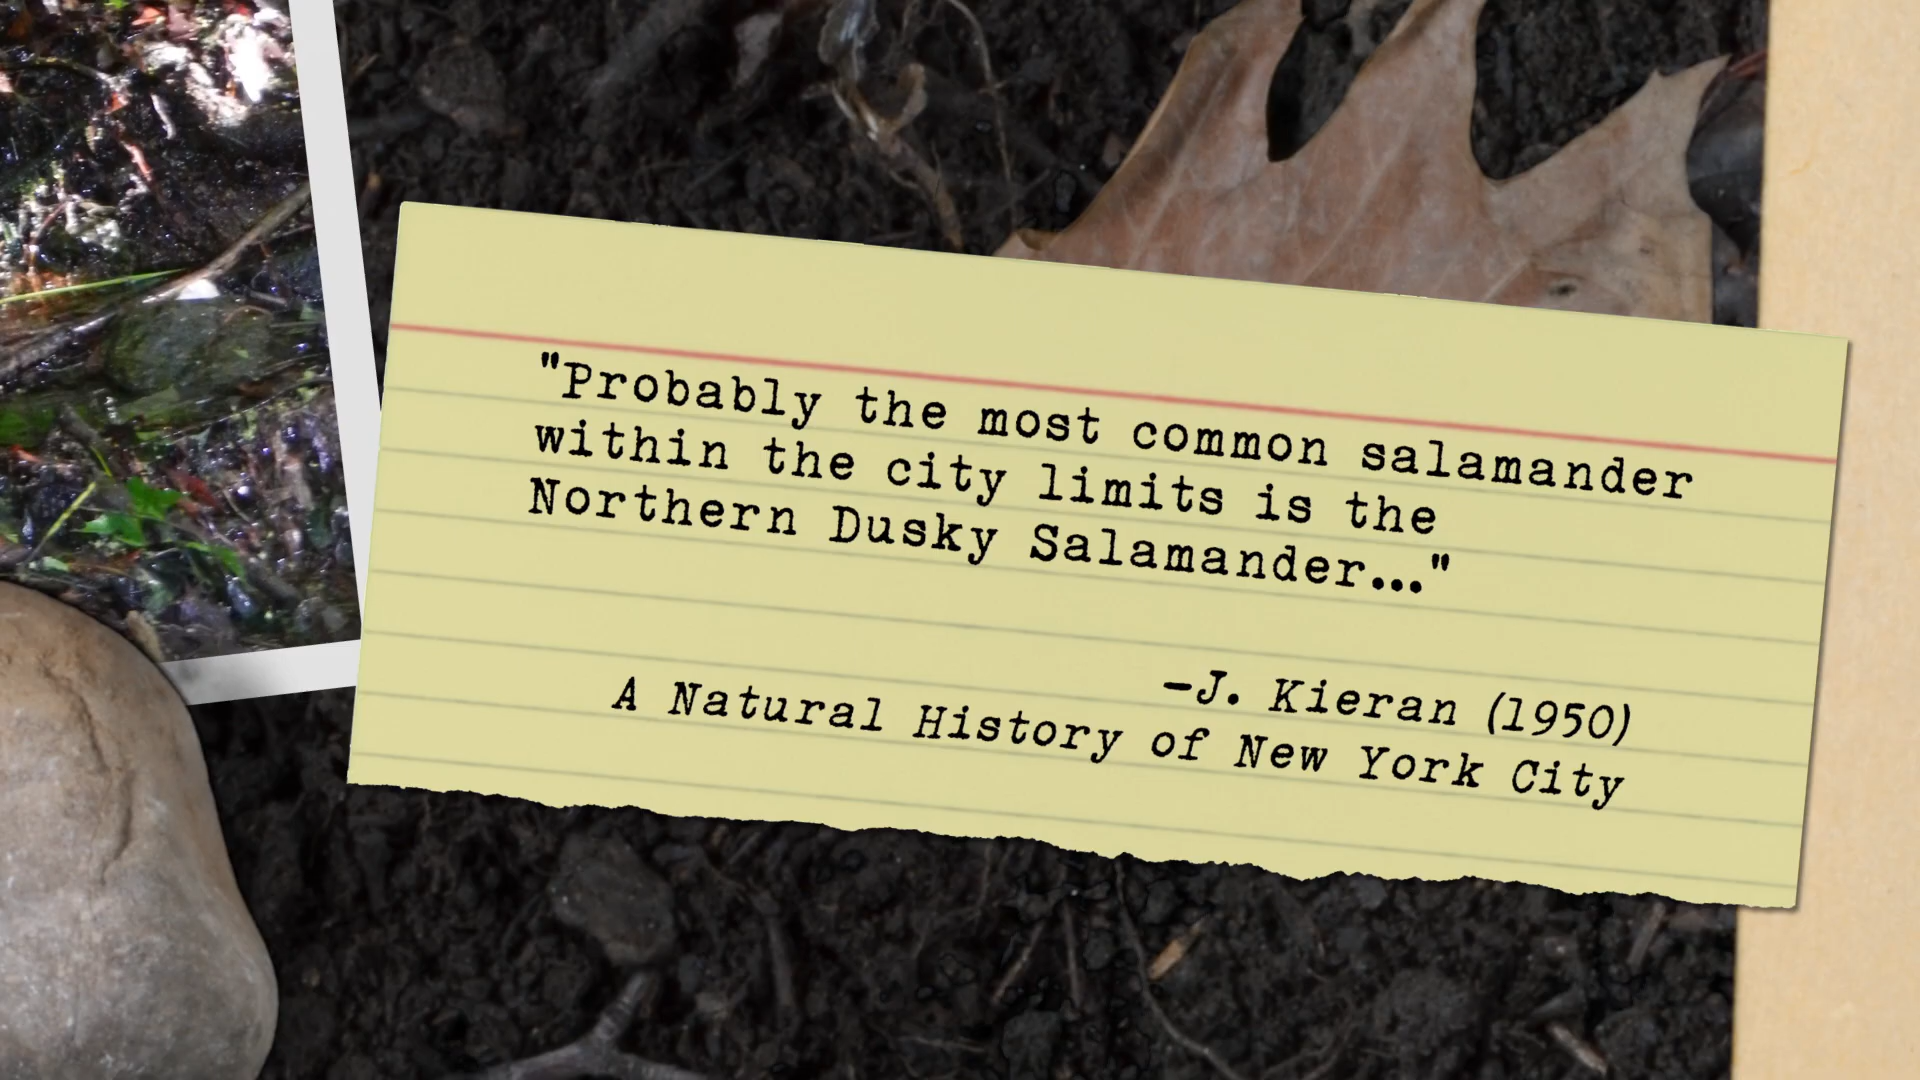 "Probably the most common salamander
within the city limits is the
Northern Dusky Salamander..."
—J. Kieran (1950)
A Natural History of New York City